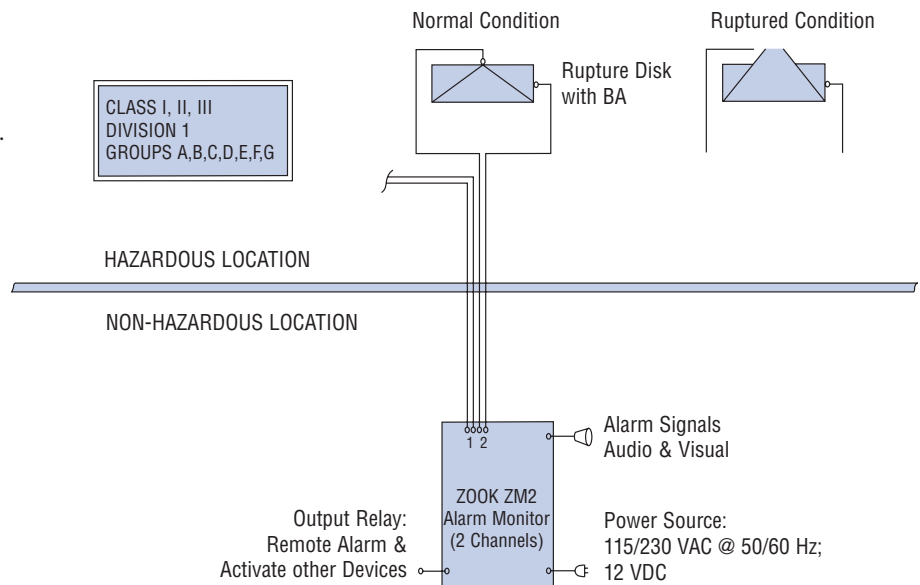 Normal Condition
Ruptured Condition
Rupture Disk
with BA
CLASS I, II, III
DIVISION 1
GROUPS A,B,C,D,E,F,G
.
HAZARDOUS LOCATION
NON-HAZARDOUS LOCATION
1 2
Alarm Signals
Audio & Visual
ZOOK ZM2
Alarm Monitor
(2 Channels)
Output Relay:
Remote Alarm &
Activate other Devices
Power Source:
115/230 VAC @ 50/60 Hz;
12 VDC